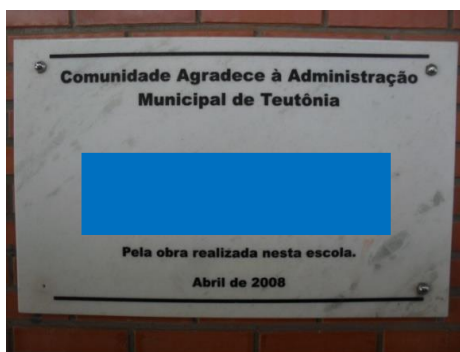 Comunidade Agradece à Administração
Municipal de Teutônia
Pela obra realizada nesta escola.
Abril de 2008